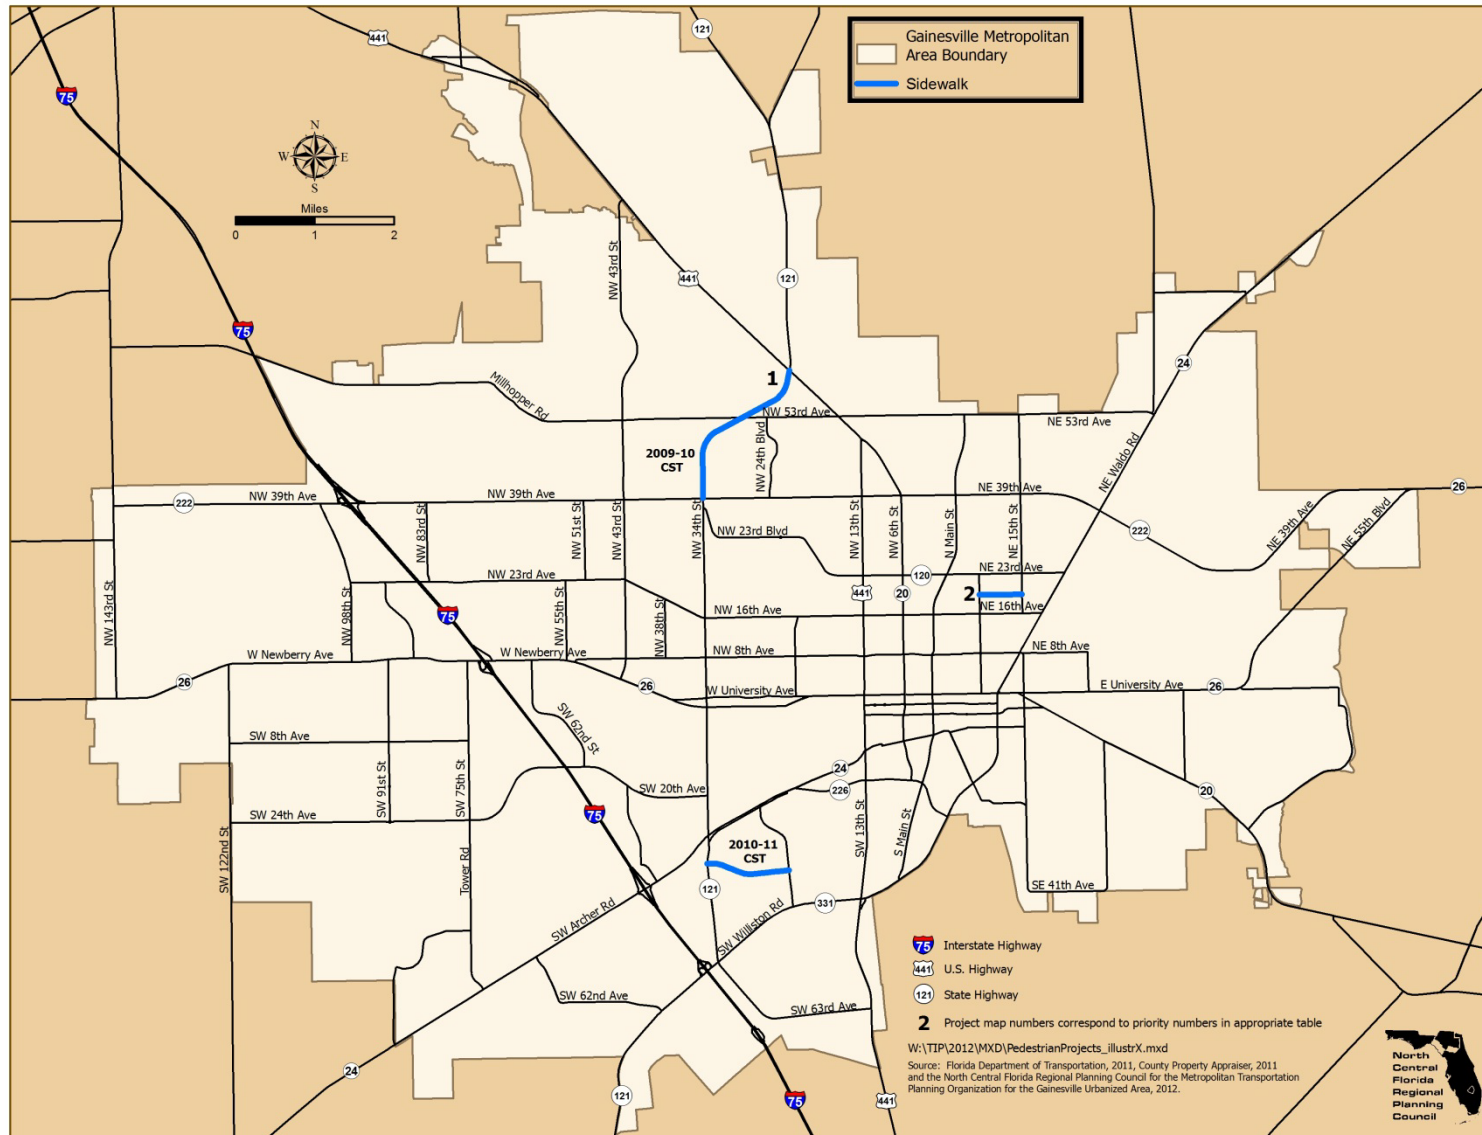 441
121
Gainesville Metropolitan
Area Boundary
Sidewalk
75
N
W
E
S
Miles
0
1
2
NW 43rd St
441
121
75
24
1
Millhopper Rd
NW 53rd Ave
NE 53rd Ave
NW 24th Blvd
2009-10
CST
NE Waldo Rd
222
NW 39th Ave
NW 39th Ave
NE 39th Ave
26
NW 83rd St
NW 51st St
NW 43rd St
NW 34th St
NW 23rd Blvd
NW 13th St
NW 6th St
N Main St
NE 15th St
222
NE 39th Ave
NE 55th Blvd
NW 23rd Ave
120
NE 23rd Ave
NW 143rd St
NW 98th St
75
NW 55th St
NW 38th St
NW 16th Ave
441
20
2
NE 16th Ave
W Newberry Ave
W Newberry Ave
NW 8th Ave
NE 8th Ave
26
26
W University Ave
E University Ave
26
SW 8th Ave
SW 62nd St
SW 91st St
SW 75th St
24
226
SW 20th Ave
20
SW 24th Ave
75
SW 122nd St
Tower Rd
2010-11
CST
SW 13th St
S Main St
121
SE 41th Ave
SW Archer Rd
SW Williston Rd
331
SW 62nd Ave
SW 63rd Ave
75
Interstate Highway
441
U.S. Highway
121
State Highway
2
Project map numbers correspond to priority numbers in appropriate table
W:\TIP\2012\MXD\PedestrianProjects_illustrX.mxd
Source: Florida Department of Transportation, 2011, County Property Appraiser, 2011
and the North Central Florida Regional Planning Council for the Metropolitan Transportation
Planning Organization for the Gainesville Urbanized Area, 2012.
24
121
75
441
North
Central
Florida
Regional
Planning
Council